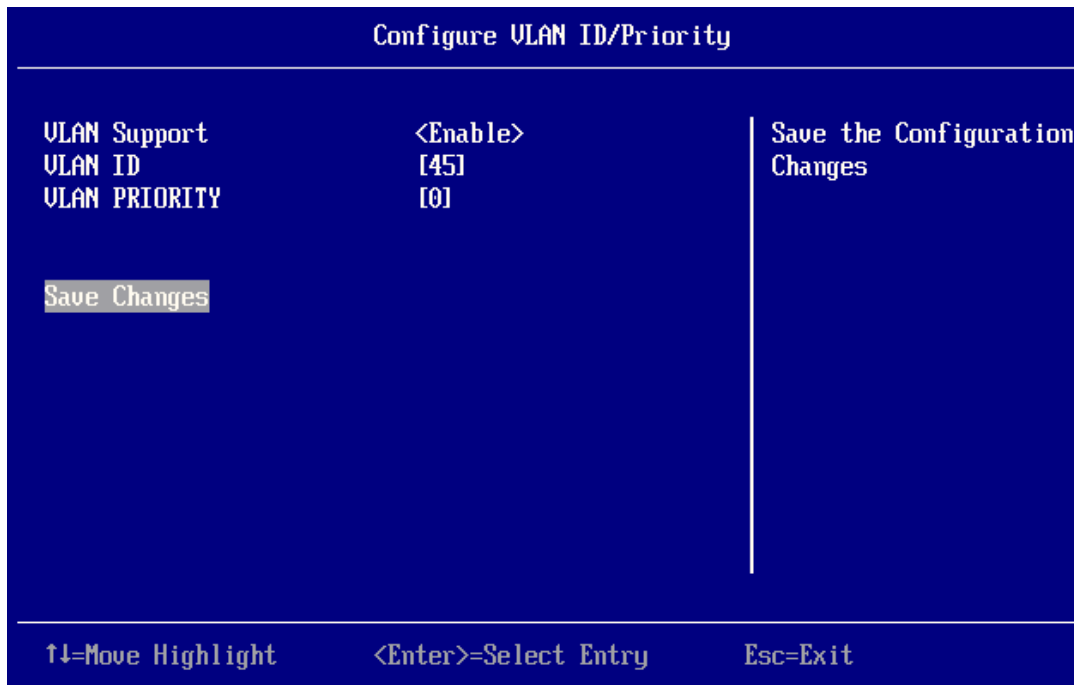 Configure VLAN ID/Priority
VLAN Support <Enable> Save the Configuration
VLAN ID [45] Changes
VLAN PRIORITY [0]
Save Changes
↑↓=Move Highlight <Enter>=Select Entry Esc=Exit